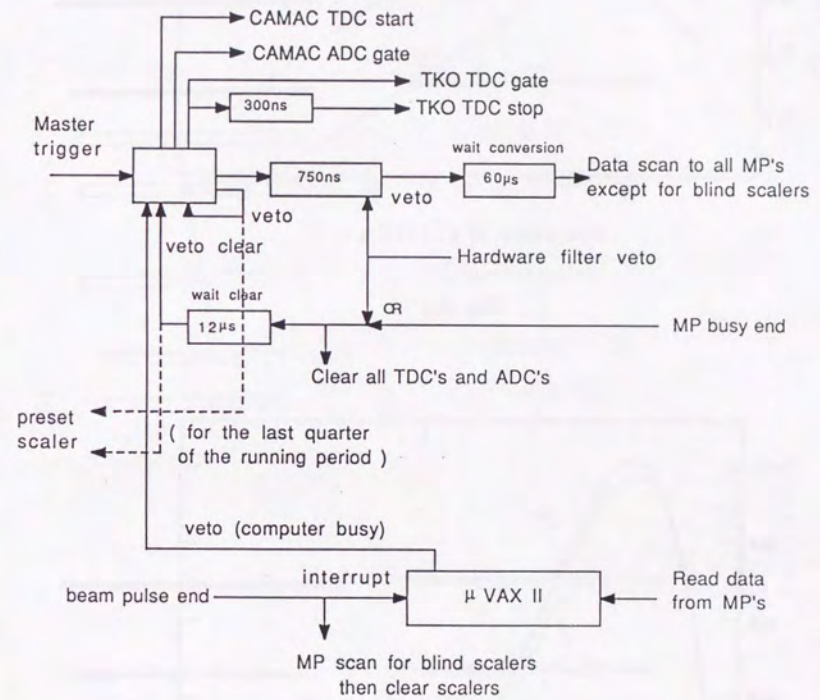 CAMAC TDC start
CAMAC ADC gate
TKO TDC gate
300ns
TKO TDC stop
Master
trigger
wait conversion
750ns
60μs
Data scan to all MP's
except for blind scalers
veto
veto
veto clear
Hardware filter veto
wait clear
OR
12μs
MP busy end
Clear all TDC's and ADC's
preset
scaler
( for the last quarter
of the running period )
veto (computer busy)
interrupt
beam pulse end
μ VAX II
Read data
from MP's
MP scan for blind scalers
then clear scalers